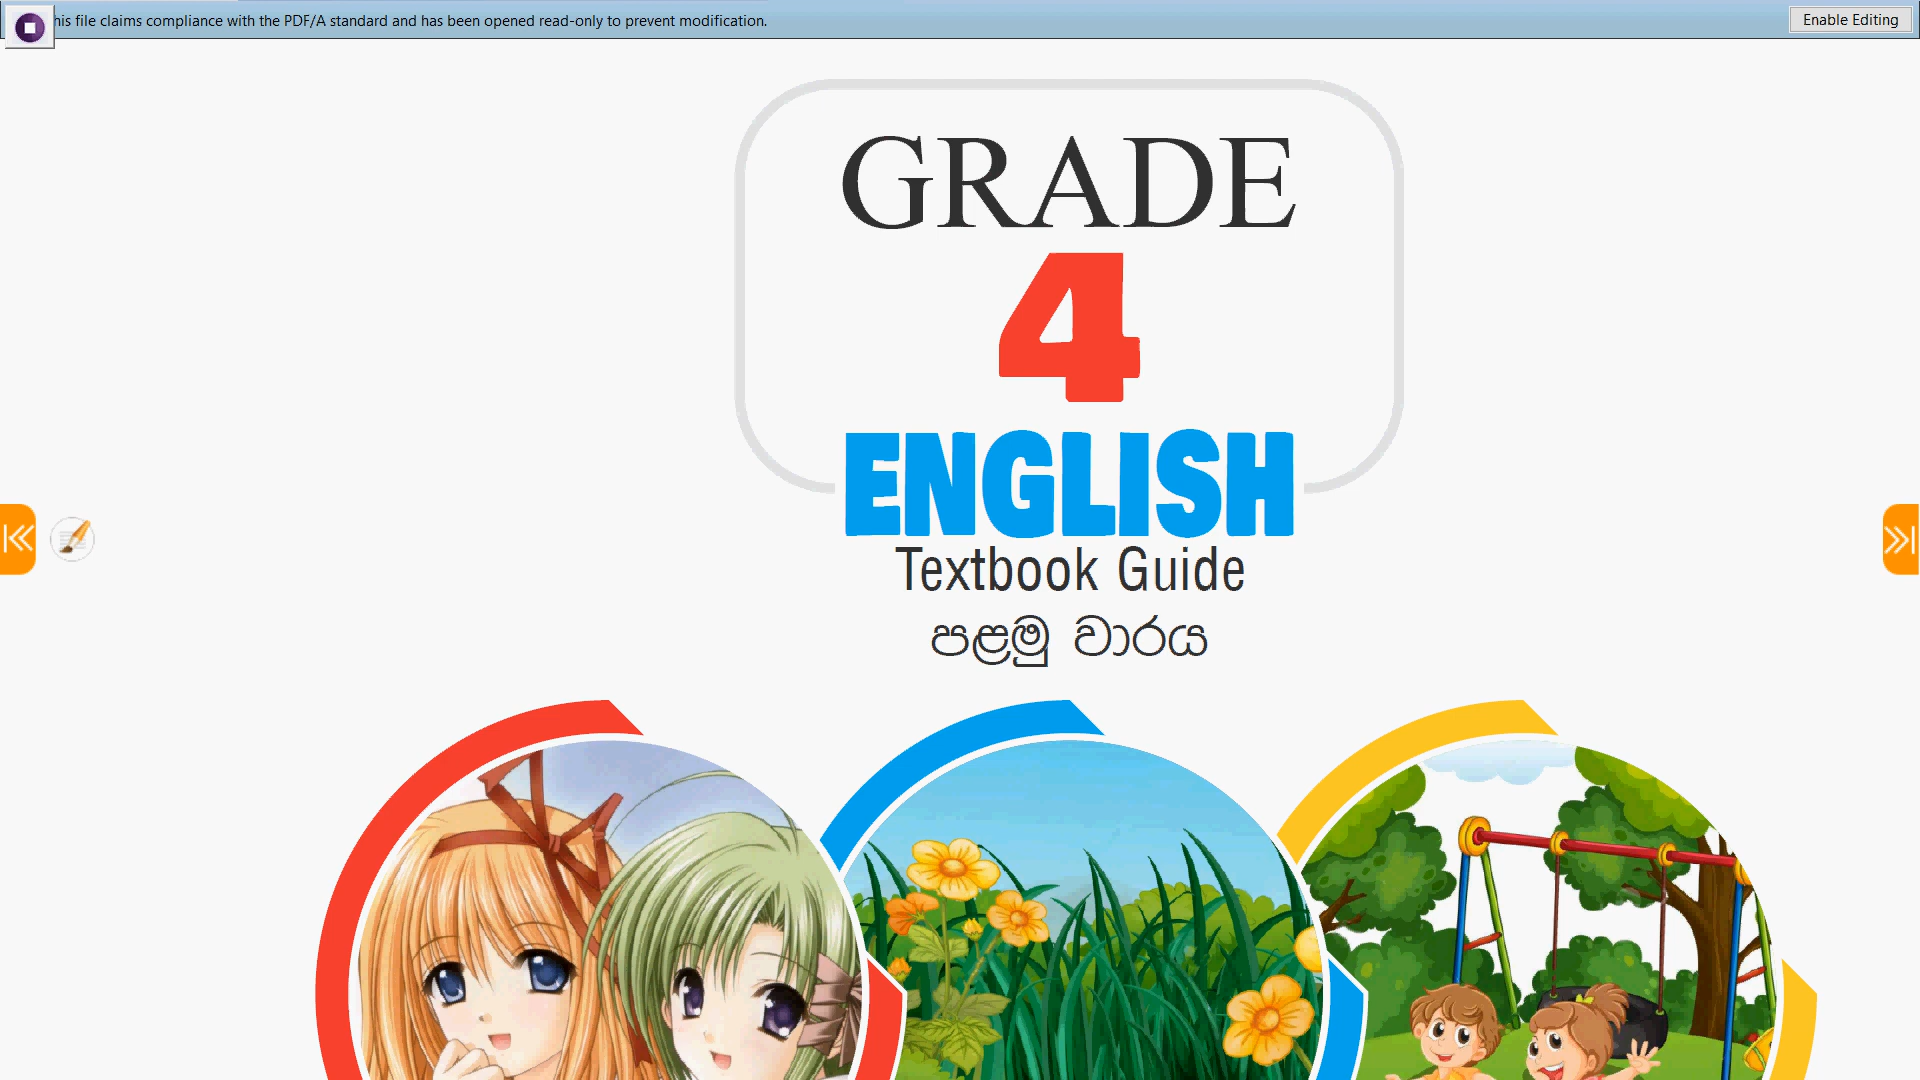 his file claims compliance with the PDF/A standard and has been opened read-only to prevent modification.
Enable Editing
GRADE
4
ENGLISH
Textbook Guide
පළමු වාරය